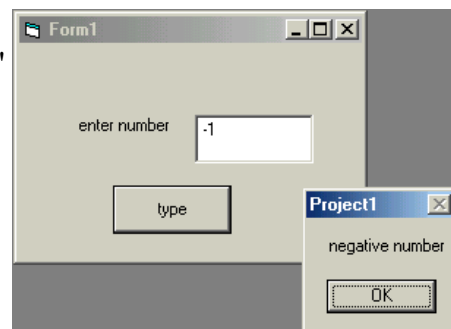 Form1
enter number
-1
type
Project1
negative number
OK